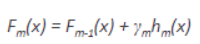 Fₘ(x) = Fₘ₋₁(x) + γₘhₘ(x)